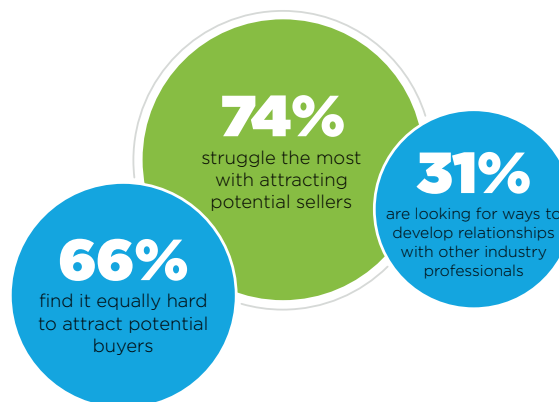 74%
struggle the most
with attracting
potential sellers
31%
are looking for ways to
develop relationships
with other industry
professionals
66%
find it equally hard
to attract potential
buyers